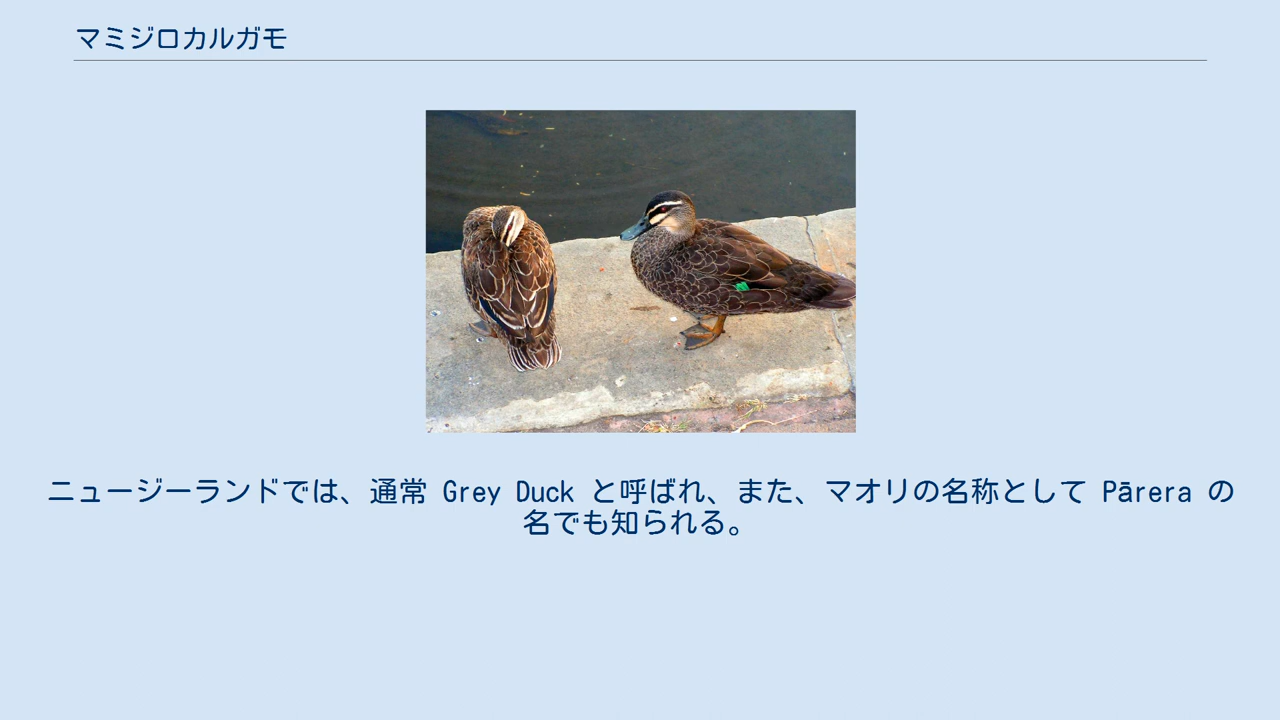 マミジロカルガモ
ニュージーランドでは、通常 Grey Duck と呼ばれ、また、マオリの名称として Pārera の
名でも知られる。